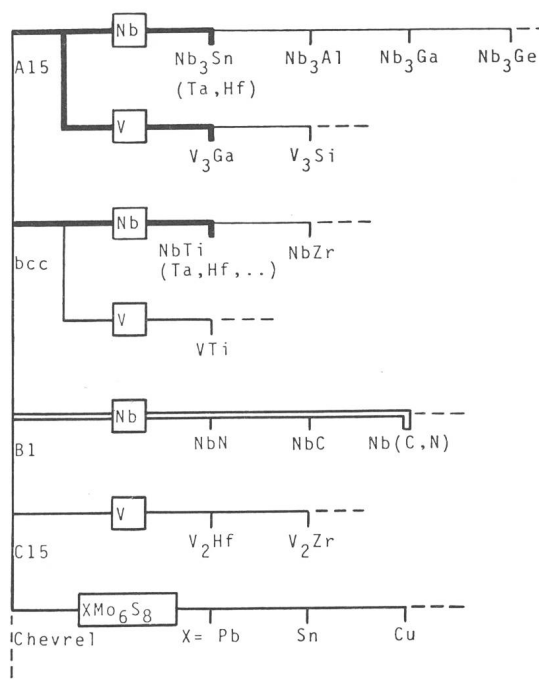 Nb
Nb₃Sn Nb₃Al Nb₃Ga Nb₃Ge
A15
(Ta,Hf)
V
V₃Ga V₃Si
Nb
NbTi NbZr
bcc
(Ta,Hf,..)
V
VTi
Nb
NbN NbC Nb(C,N)
B1
V
V₂Hf V₂Zr
C15
XMo₆S₈
Chevrel X= Pb Sn Cu